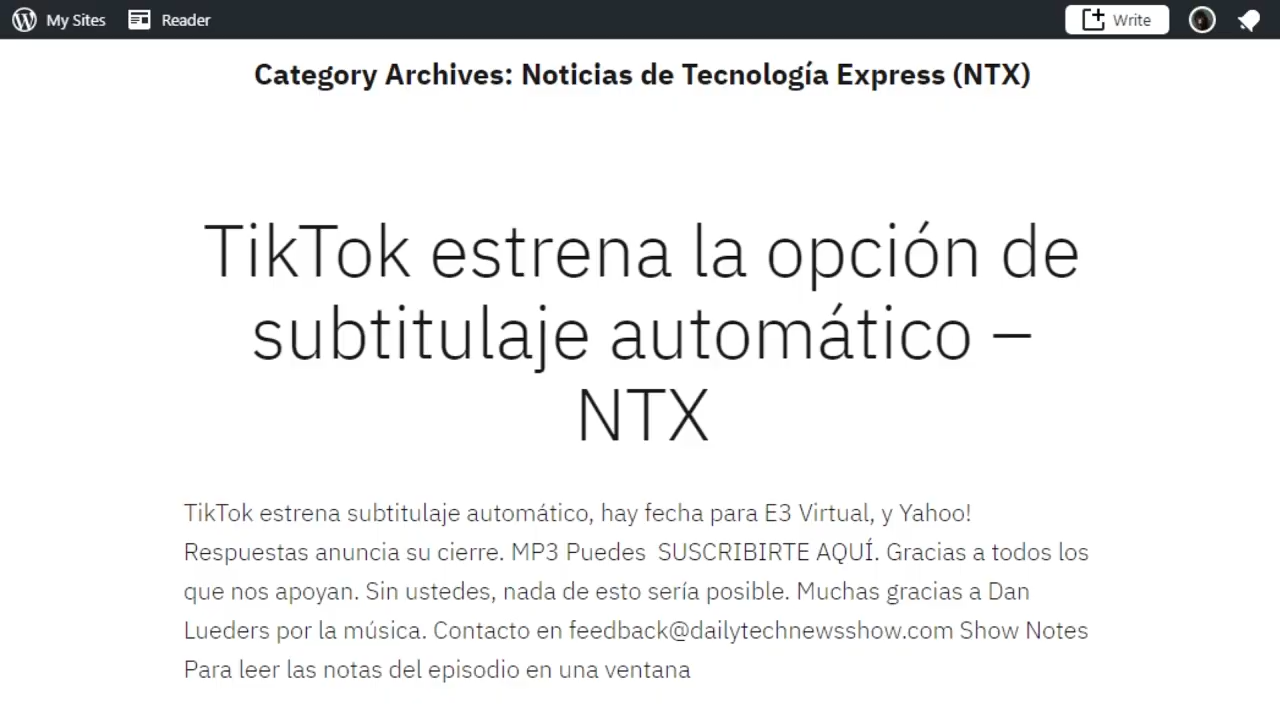 My Sites Reader Write
Category Archives: Noticias de Tecnología Express (NTX)
TikTok estrena la opción de
subtitulaje automático –
NTX
TikTok estrena subtitulaje automático, hay fecha para E3 Virtual, y Yahoo!
Respuestas anuncia su cierre. MP3 Puedes  SUSCRIBIRTE AQUÍ. Gracias a todos los
que nos apoyan. Sin ustedes, nada de esto sería posible. Muchas gracias a Dan
Lueders por la música. Contacto en feedback@dailytechnewsshow.com Show Notes
Para leer las notas del episodio en una ventana